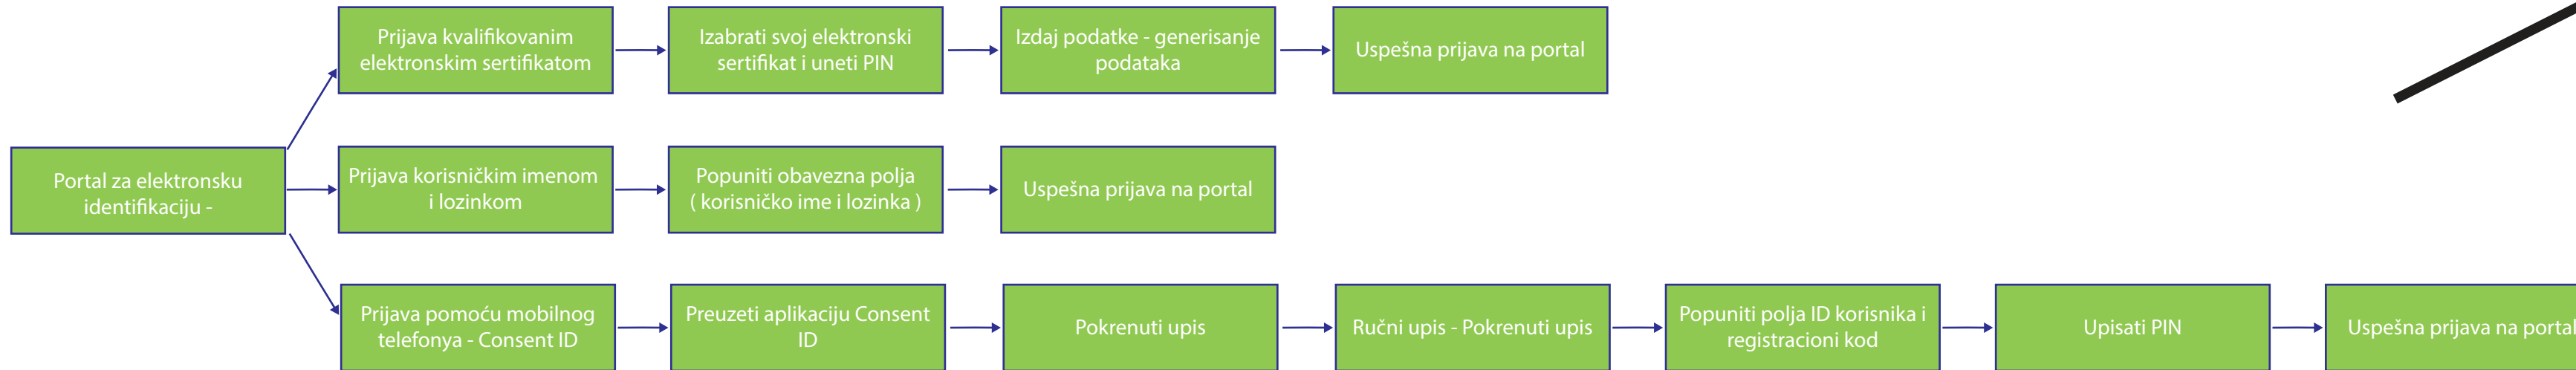 Prijava kvalifikovanim
elektronskim sertifikatom
Izabrati svoj elektronski
sertifikat i uneti PIN
Izdaj podatke - generisanje
podataka
Uspešna prijava na portal
Portal za elektronsku
identifikaciju -
Prijava korisničkim imenom
i lozinkom
Popuniti obavezna polja
( korisničko ime i lozinka )
Uspešna prijava na portal
Prijava pomoću mobilnog
telefonya - Consent ID
Preuzeti aplikaciju Consent
ID
Pokrenuti upis
Ručni upis - Pokrenuti upis
Popuniti polja ID korisnika i
registracioni kod
Upisati PIN
Uspešna prijava na portal